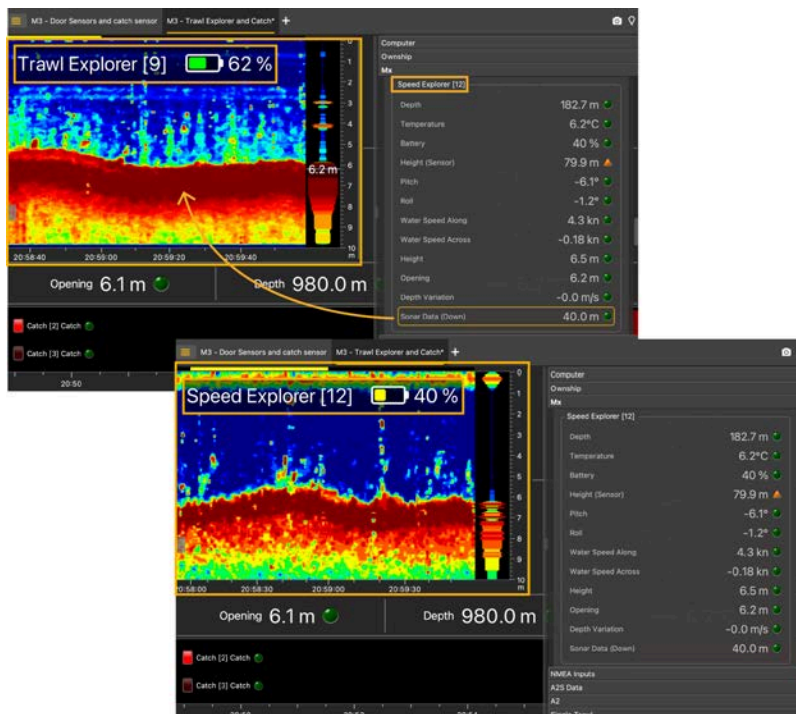 M3 - Door Sensors and catch sensor M3 - Trawl Explorer and Catch* +
Trawl Explorer [9] 62 %
0
1
2
3
4
5
6
7
8
9
10
m
6.2 m
20:58:40 20:59:00 20:59:20 20:59:40
Opening 6.1 m Depth 980.0 m
Catch [2] Catch
Catch [3] Catch
20:50
Computer
Ownship
Mx
Speed Explorer [12]
Depth 182.7 m
Temperature 6.2°C
Battery 40 %
Height (Sensor) 79.9 m
Pitch -6.1°
Roll -1.2°
Water Speed Along 4.3 kn
Water Speed Across -0.18 kn
Height 6.5 m
Opening 6.2 m
Depth Variation -0.0 m/s
Sonar Data (Down) 40.0 m
M3 - Door Sensors and catch sensor M3 - Trawl Explorer and Catch* +
Speed Explorer [12] 40 %
0
1
2
3
4
5
6
7
8
9
10
m
20:58:00 20:58:30 20:59:00 20:59:30
Opening 6.1 m Depth 980.0 m
Catch [2] Catch
Catch [3] Catch
Computer
Ownship
Mx
Speed Explorer [12]
Depth 182.7 m
Temperature 6.2°C
Battery 40 %
Height (Sensor) 79.9 m
Pitch -6.1°
Roll -1.2°
Water Speed Along 4.3 kn
Water Speed Across -0.18 kn
Height 6.5 m
Opening 6.2 m
Depth Variation -0.0 m/s
Sonar Data (Down) 40.0 m
NMEA Inputs
A2S Data
A2